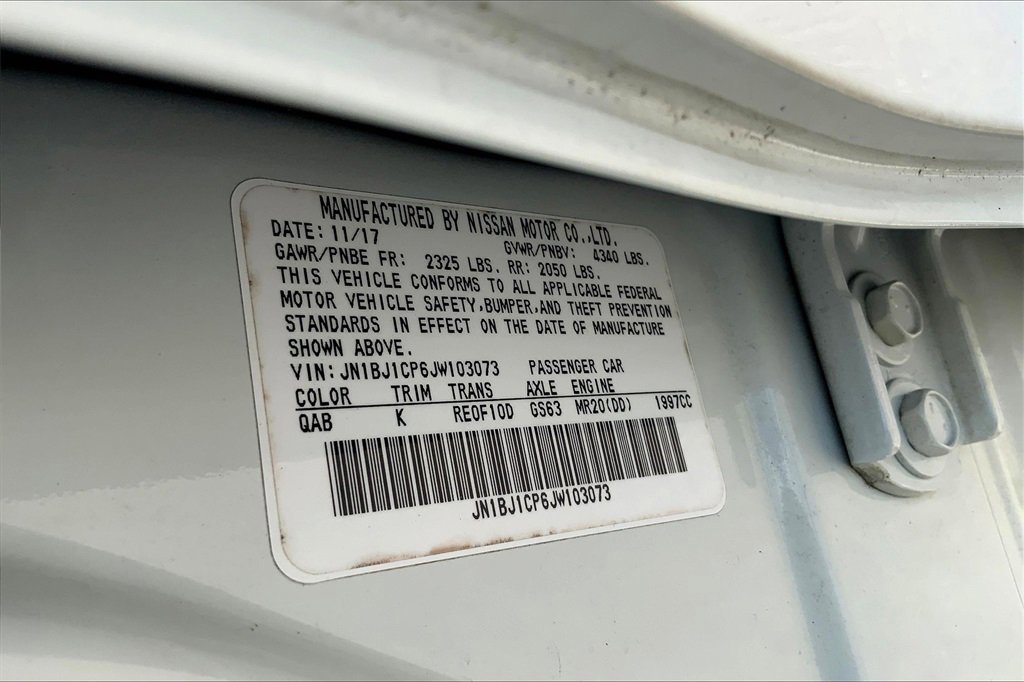 MANUFACTURED BY NISSAN MOTOR CO.,LTD.
DATE: 11/17 GVWR/PNBV: 4340 LBS.
GAWR/PNBE FR: 2325 LBS. RR: 2050 LBS.
THIS VEHICLE CONFORMS TO ALL APPLICABLE FEDERAL
MOTOR VEHICLE SAFETY,BUMPER,AND THEFT PREVENTION
STANDARDS IN EFFECT ON THE DATE OF MANUFACTURE
SHOWN ABOVE.
VIN: JN1BJ1CP6JW103073 PASSENGER CAR
COLOR TRIM TRANS AXLE ENGINE
QAB K RE0F10D GS63 MR20(DD) 1997CC
JN1BJ1CP6JW103073